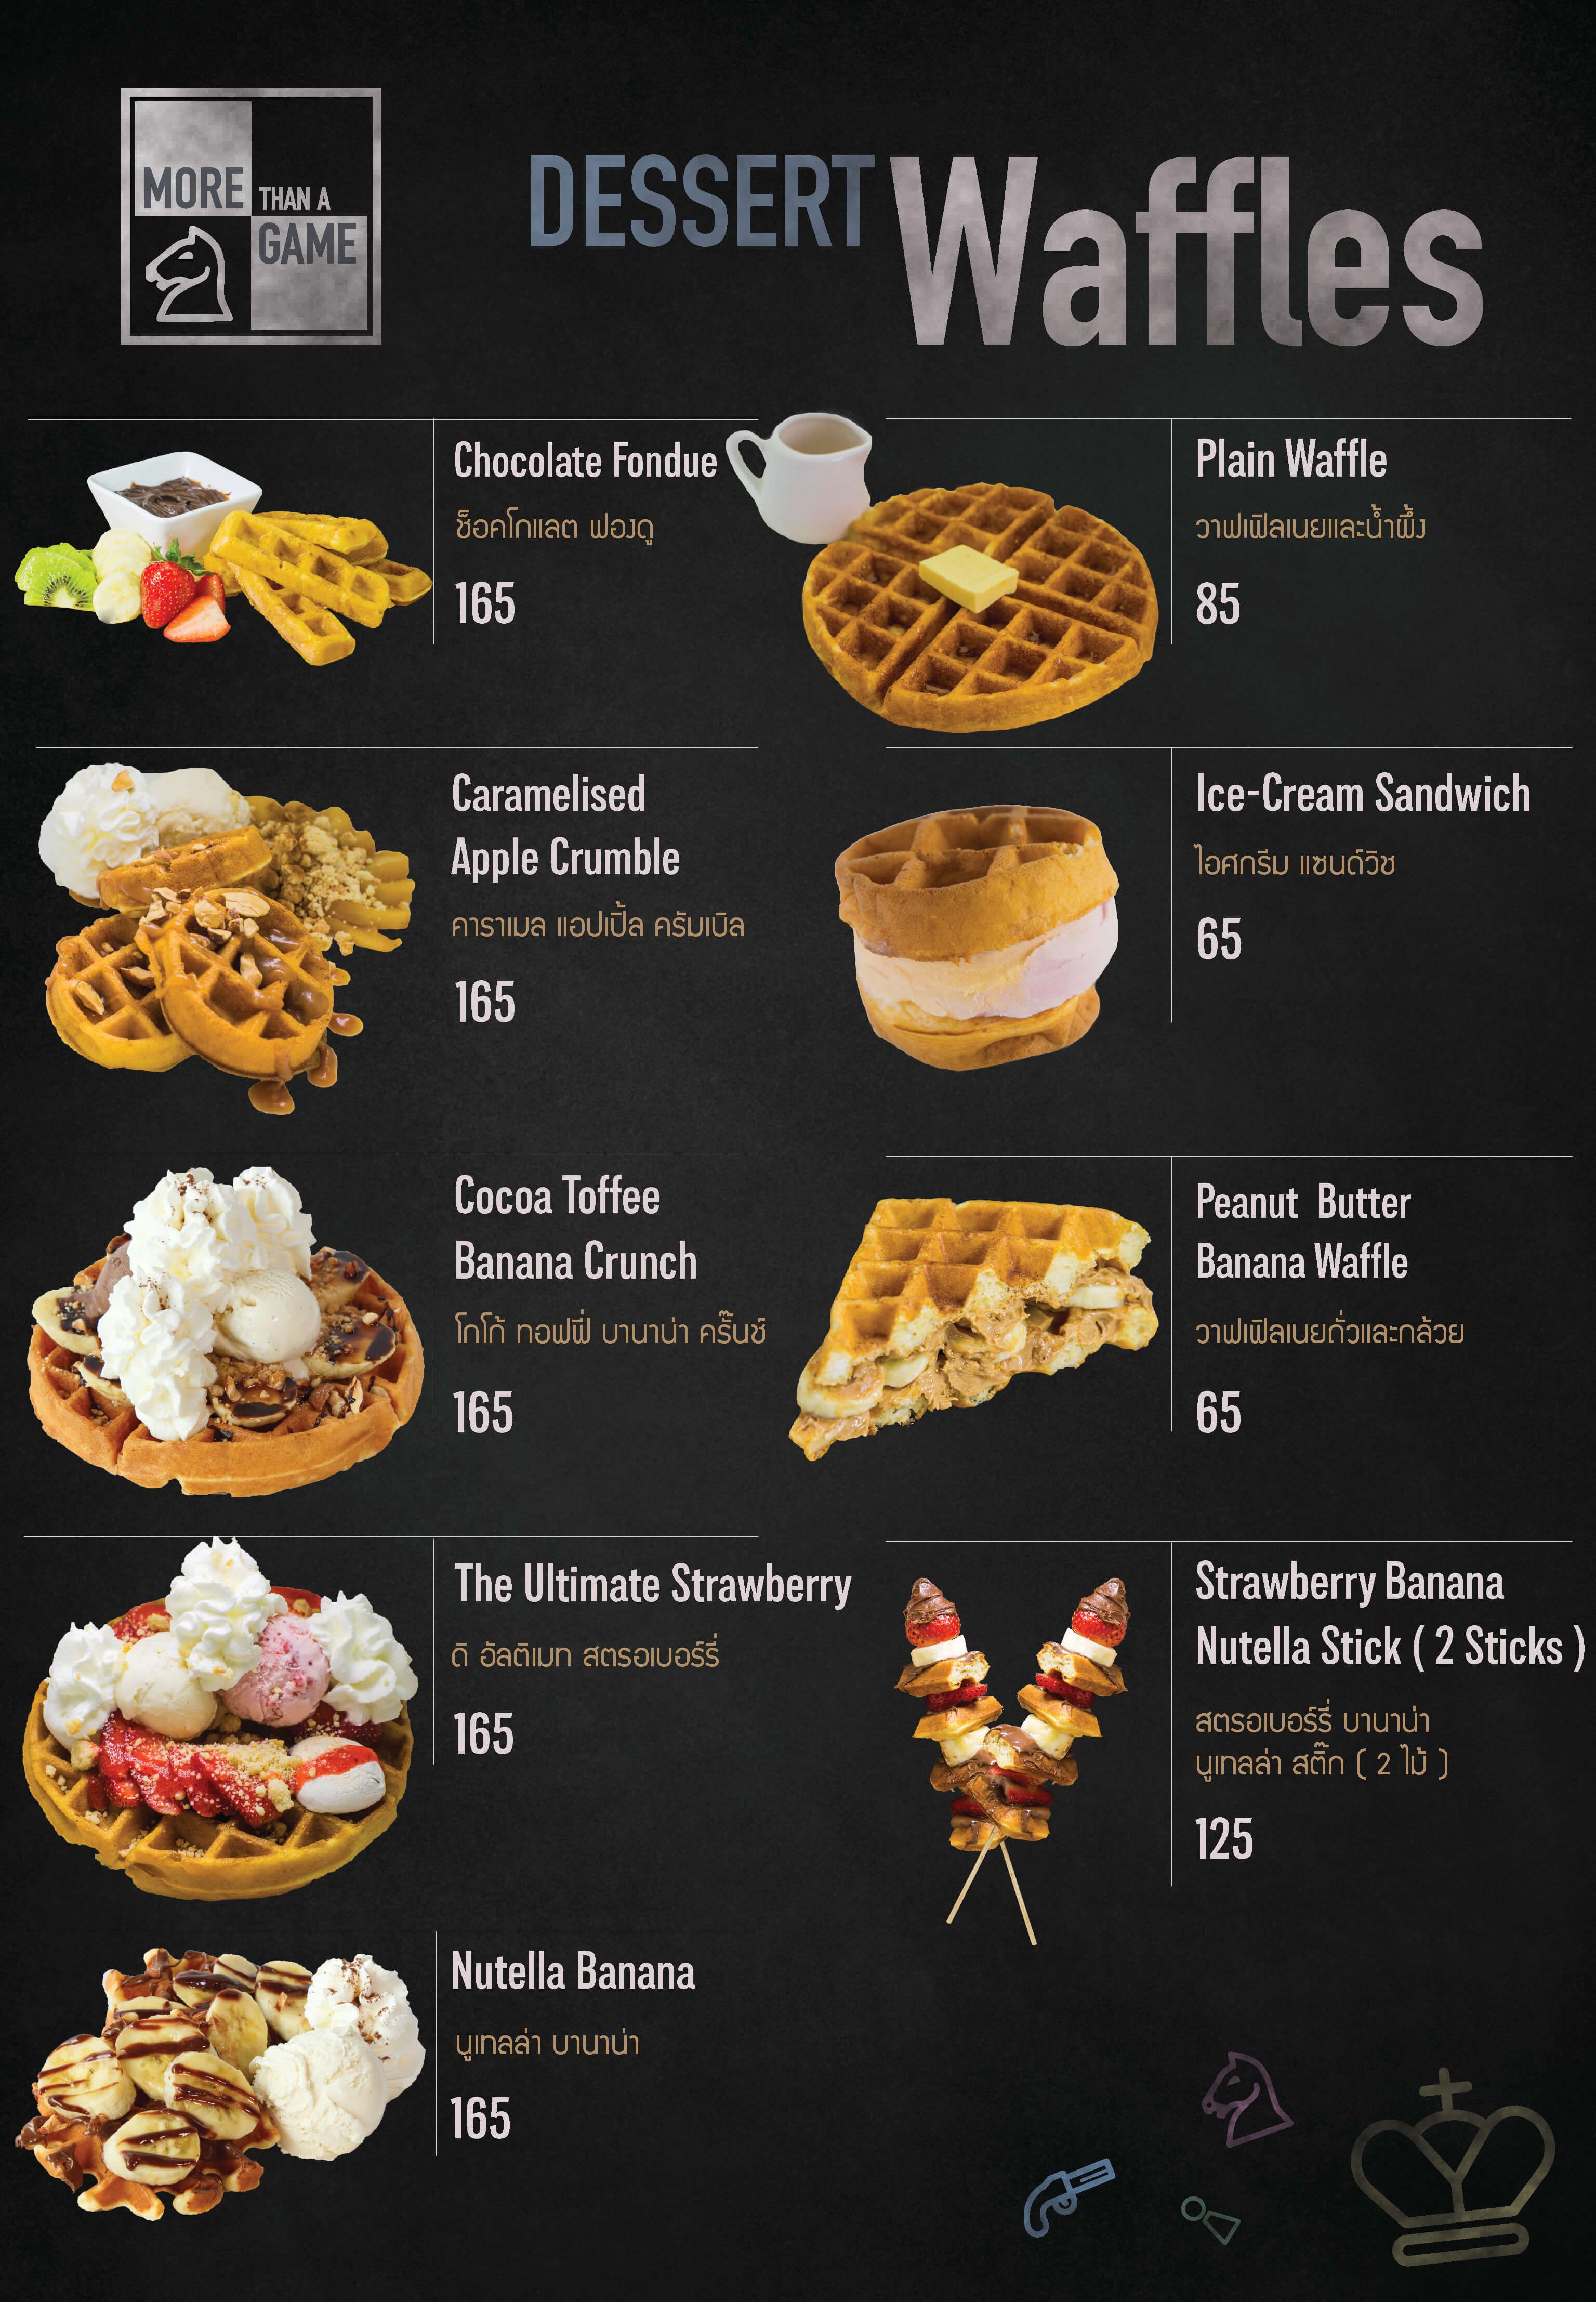 MORE THAN A
GAME
DESSERT Waffles
Chocolate Fondue
ช็อคโกแลต ฟองดู
165
Plain Waffle
วาฟเฟิลเนยและน้ำผึ้ง
85
Caramelised
Apple Crumble
คาราเมล แอปเปิ้ล ครัมเบิล
165
Ice-Cream Sandwich
ไอศกรีม แซนด์วิช
65
Cocoa Toffee
Banana Crunch
โกโก้ ทอฟฟี่ บานาน่า ครั๊นช์
165
Peanut Butter
Banana Waffle
วาฟเฟิลเนยถั่วและกล้วย
65
The Ultimate Strawberry
ดิ อัลติเมท สตรอเบอร์รี่
165
Strawberry Banana
Nutella Stick ( 2 Sticks )
สตรอเบอร์รี่ บานาน่า
นูเทลล่า สติ๊ก ( 2 ไม้ )
125
Nutella Banana
นูเทลล่า บานาน่า
165